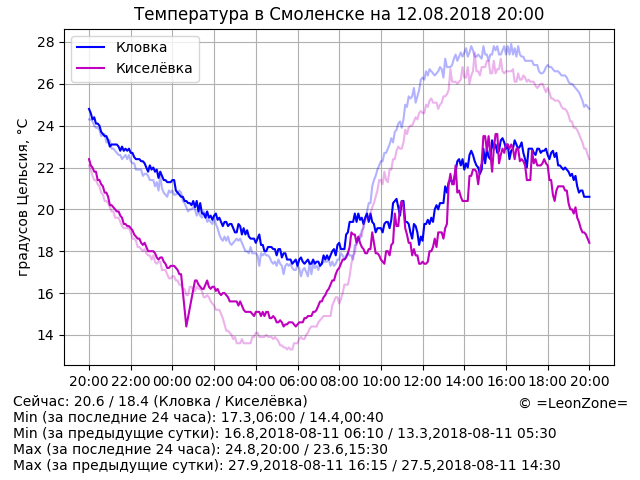 Температура в Смоленске на 12.08.2018 20:00
Кловка
Киселёвка
градусов Цельсия, °C
28
26
24
22
20
18
16
14
20:00 22:00 00:00 02:00 04:00 06:00 08:00 10:00 12:00 14:00 16:00 18:00 20:00
Сейчас: 20.6 / 18.4 (Кловка / Киселёвка)
© =LeonZone=
Min (за последние 24 часа): 17.3,06:00 / 14.4,00:40
Min (за предыдущие сутки): 16.8,2018-08-11 06:10 / 13.3,2018-08-11 05:30
Max (за последние 24 часа): 24.8,20:00 / 23.6,15:30
Max (за предыдущие сутки): 27.9,2018-08-11 16:15 / 27.5,2018-08-11 14:30